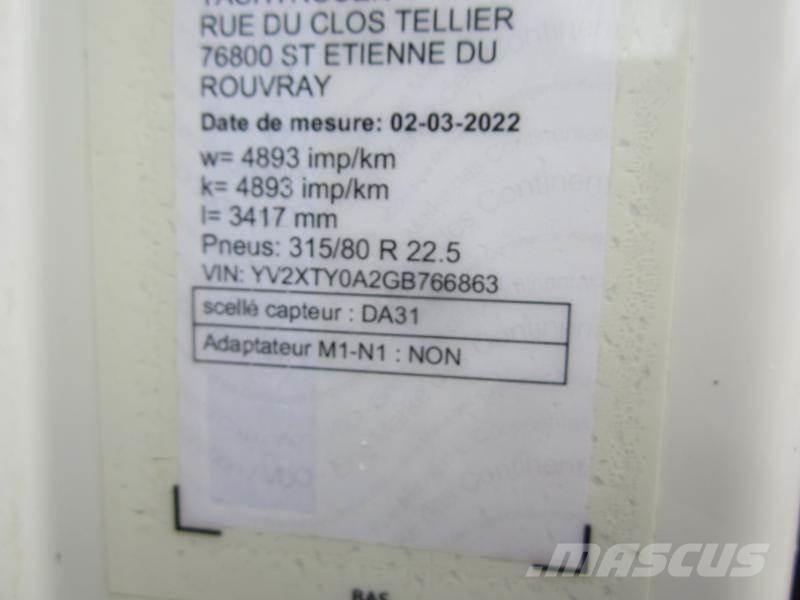 RUE DU CLOS TELLIER
76800 ST ETIENNE DU
ROUVRAY
Date de mesure: 02-03-2022
w= 4893 imp/km
k= 4893 imp/km
l= 3417 mm
Pneus: 315/80 R 22.5
VIN: YV2XTY0A2GB766863
scellé capteur : DA31
Adaptateur M1-N1 : NON
MASCUS